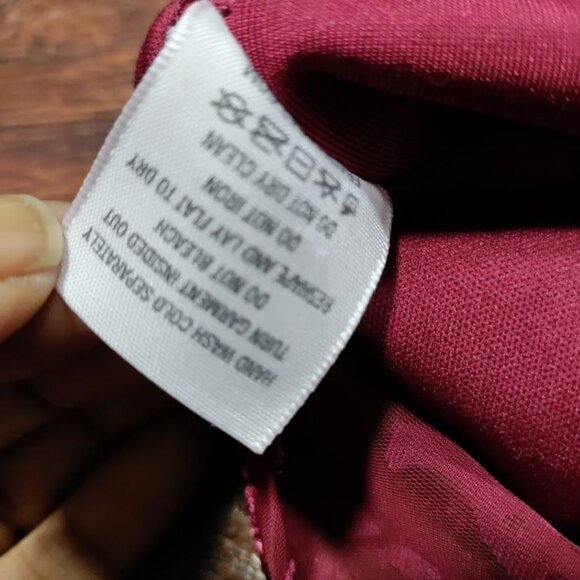 HAND WASH COLD SEPARATELY
TURN GARMENT INSIDED OUT
DO NOT BLEACH
RESHAPE AND LAY FLAT TO DRY
DO NOT IRON
DO NOT DRY CLEAN